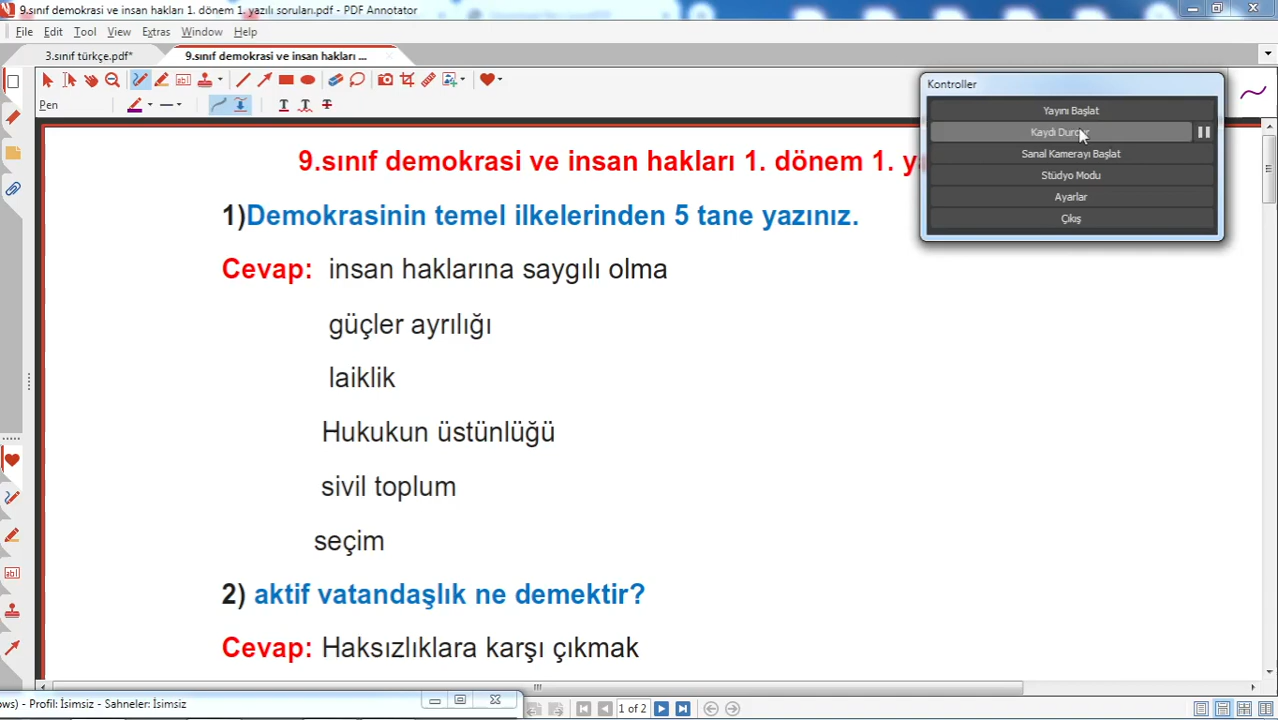 9.sınıf demokrasi ve insan hakları 1. dönem 1. yazılı soruları.pdf - PDF Annotator
File Edit Tool View Extras Window Help
3.sınıf türkçe.pdf* 9.sınıf demokrasi ve insan hakları ...
Pen
Kontroller
Yayını Başlat
Kaydı Durdur
Sanal Kamerayı Başlat
Stüdyo Modu
Ayarlar
Çıkış
9.sınıf demokrasi ve insan hakları 1. dönem 1.
1)Demokrasinin temel ilkelerinden 5 tane yazınız.
Cevap: insan haklarına saygılı olma
güçler ayrılığı
laiklik
Hukukun üstünlüğü
sivil toplum
seçim
2) aktif vatandaşlık ne demektir?
Cevap: Haksızlıklara karşı çıkmak
ows) - Profil: İsimsiz - Sahneler: İsimsiz
1 of 2